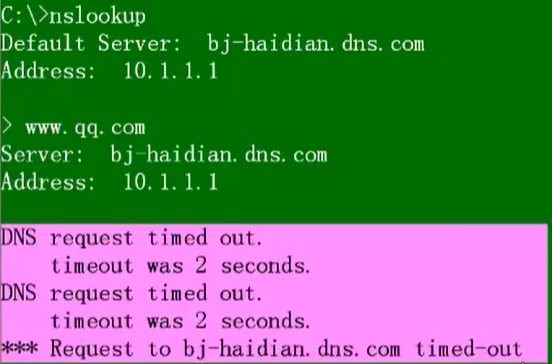 C:\>nslookup
Default Server:  bj-haidian.dns.com
Address:  10.1.1.1
> www.qq.com
Server:  bj-haidian.dns.com
Address:  10.1.1.1
DNS request timed out.
    timeout was 2 seconds.
DNS request timed out.
    timeout was 2 seconds.
*** Request to bj-haidian.dns.com timed-out